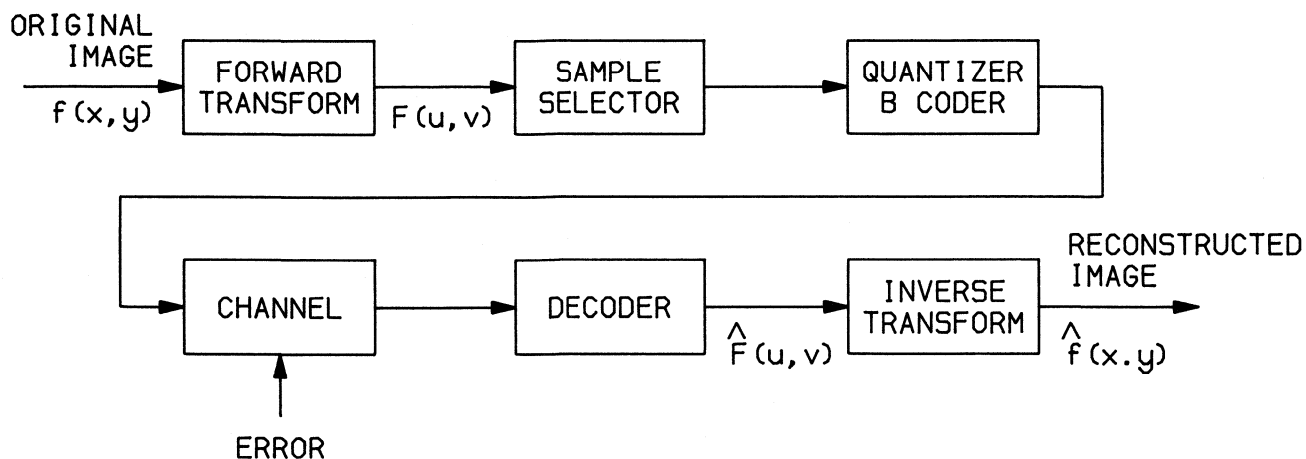 ORIGINAL
IMAGE
f(x,y)
FORWARD
TRANSFORM
F(u,v)
SAMPLE
SELECTOR
QUANTIZER
B CODER
CHANNEL
ERROR
DECODER
F̂(u,v)
INVERSE
TRANSFORM
RECONSTRUCTED
IMAGE
f̂(x.y)